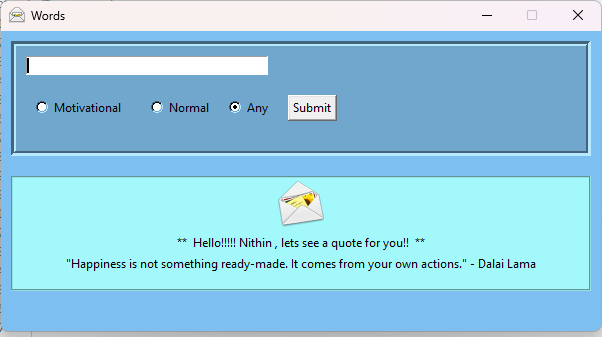 Words
Motivational Normal Any Submit
** Hello!!!!! Nithin , lets see a quote for you!! **
"Happiness is not something ready-made. It comes from your own actions." - Dalai Lama